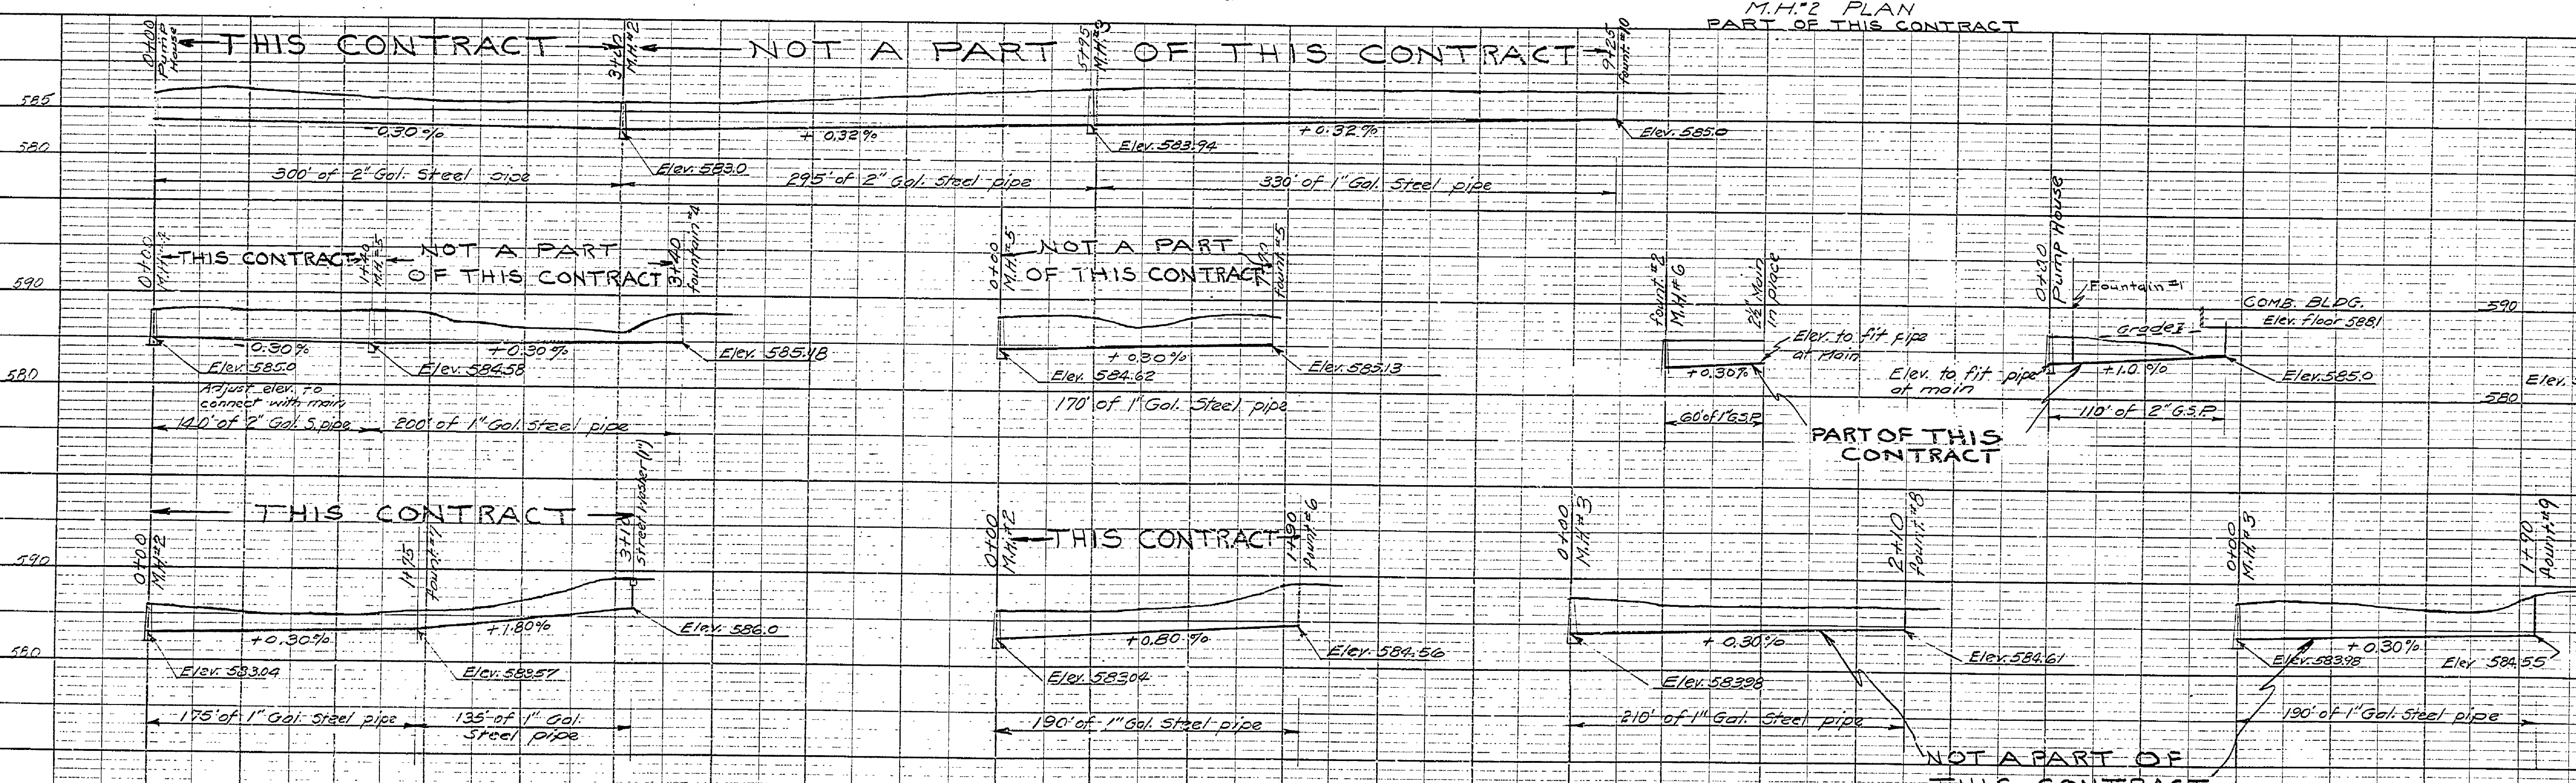 M.H.#2 PLAN
PART OF THIS CONTRACT
0+00
Pump House
THIS CONTRACT
3+00
M.H.#2
NOT A PART OF THIS CONTRACT
5+95
M.H.#3
9+25
Fount.#10
585
-0.30%
+0.32%
+0.32%
Elev. 585.0
580
Elev. 583.0
Elev. 583.94
300' of 2" Gal. Steel pipe
295' of 2" Gal. Steel pipe
330' of 1" Gal. Steel pipe
0+00
THIS CONTRACT
1+40
M.H.#5
NOT A PART
OF THIS CONTRACT
3+40
fountain #4
590
-0.30%
+0.30%
Elev. 585.18
Elev. 585.0
Elev. 584.58
580
Adjust elev. to
connect with main
140' of 2" Gal. S. pipe
200' of 1" Gal. Steel pipe
0+00
M.H.#5
NOT A PART
OF THIS CONTRACT
fount.#5
+0.30%
Elev. 585.13
Elev. 584.62
170' of 1" Gal. Steel pipe
fount.#2
M.H.#6
2½" Main
in place
Elev. to fit pipe
at main
+0.30%
60' of 1" G.S.P.
0+00
Pump House
Fountain #1
COMB. BLDG.
590
Elev. floor 588.1
Grade
Elev. to fit pipe
at main
+1.0%
Elev. 585.0
Elev.
580
110' of 2" G.S.P.
PART OF THIS
CONTRACT
THIS CONTRACT
0+00
M.H.#2
1+75
Fount.#7
3+10
Street Washer (1")
590
+0.30%
+1.80%
Elev. 586.0
580
Elev. 583.04
Elev. 583.57
175' of 1" Gal. Steel pipe
135' of 1" Gal.
Steel pipe
0+00
M.H.#2
THIS CONTRACT
1+90
Fount.#6
+0.80%
Elev. 584.56
Elev. 583.04
190' of 1" Gal. Steel pipe
0+00
M.H.#3
2+10
Fount.#8
+0.30%
Elev. 584.61
Elev. 583.98
210' of 1" Gal. Steel pipe
0+00
M.H.#3
1+90
Fount.#9
+0.30%
Elev. 583.98
Elev 584.55
190' of 1" Gal. Steel pipe
NOT A PART OF
THIS CONTRACT